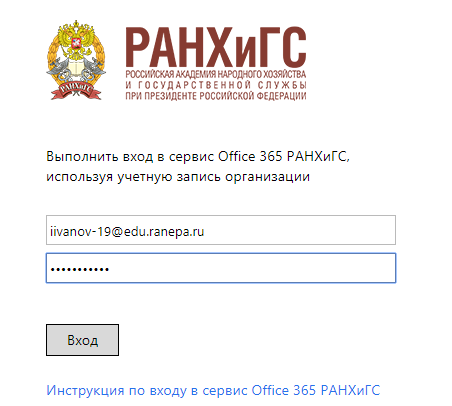 РАНХиГС
РОССИЙСКАЯ АКАДЕМИЯ НАРОДНОГО ХОЗЯЙСТВА
И ГОСУДАРСТВЕННОЙ СЛУЖБЫ
ПРИ ПРЕЗИДЕНТЕ РОССИЙСКОЙ ФЕДЕРАЦИИ
РАНХиГС
Выполнить вход в сервис Office 365 РАНХиГС,
используя учетную запись организации
iivanov-19@edu.ranepa.ru
•••••••••••
Вход
Инструкция по входу в сервис Office 365 РАНХиГС